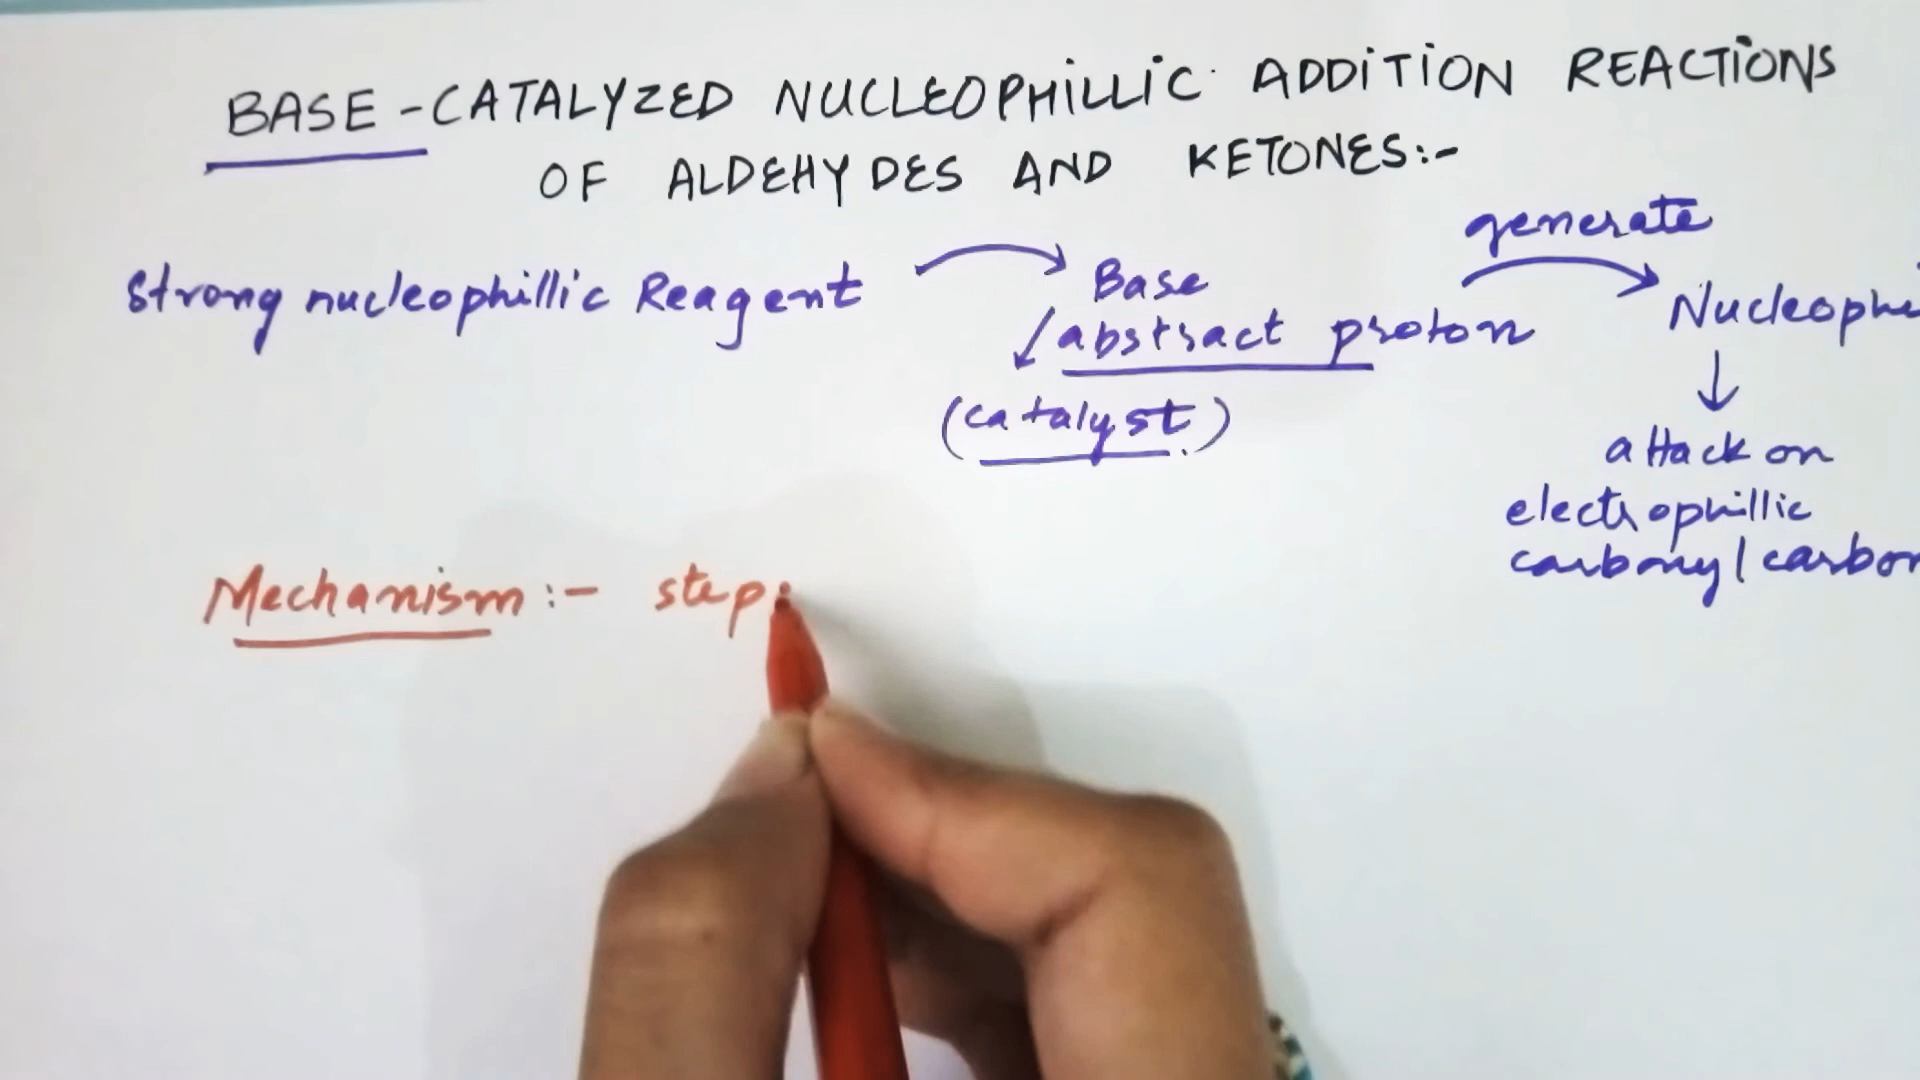 BASE-CATALYZED NUCLEOPHILLIC ADDITION REACTIONS
OF ALDEHYDES AND KETONES:-
generate
Strong nucleophillic Reagent
Base
Nucleophi
abstract proton
(catalyst.)
attack on
electrophillic
carbonyl carbon
Mechanism:- step